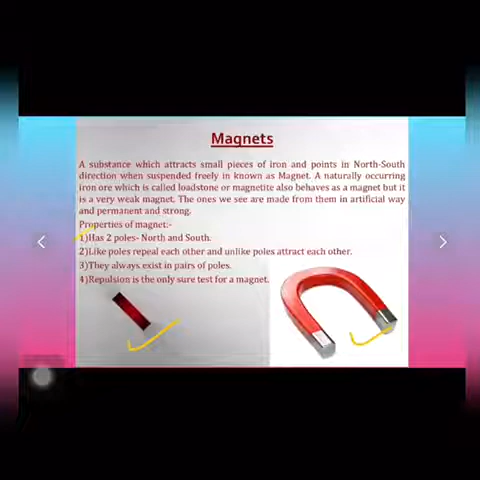 Magnets
A substance which attracts small pieces of iron and points in North-South
direction when suspended freely in known as Magnet. A naturally occurring
iron ore which is called loadstone or magnetite also behaves as a magnet but it
is a very weak magnet. The ones we see are made from them in artificial way
and permanent and strong.
Properties of magnet:-
1)Has 2 poles- North and South.
2)Like poles repeal each other and unlike poles attract each other.
3)They always exist in pairs of poles.
4)Repulsion is the only sure test for a magnet.